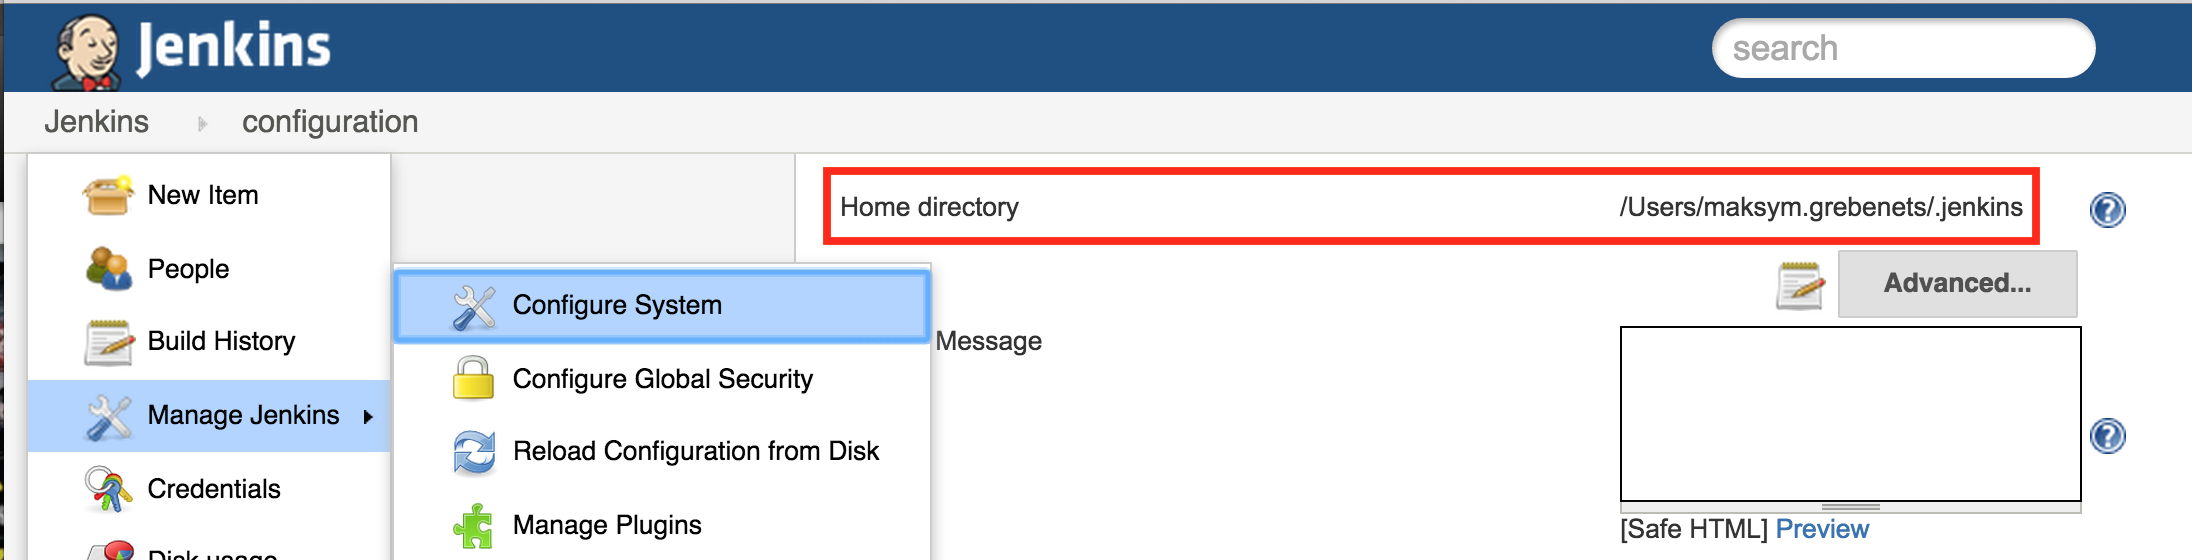 Jenkins
search
Jenkins configuration
New Item
People
Build History
Manage Jenkins
Credentials
Disk usage
Configure System
Configure Global Security
Reload Configuration from Disk
Manage Plugins
Home directory /Users/maksym.grebenets/.jenkins
?
Advanced...
Message
?
[Safe HTML] Preview